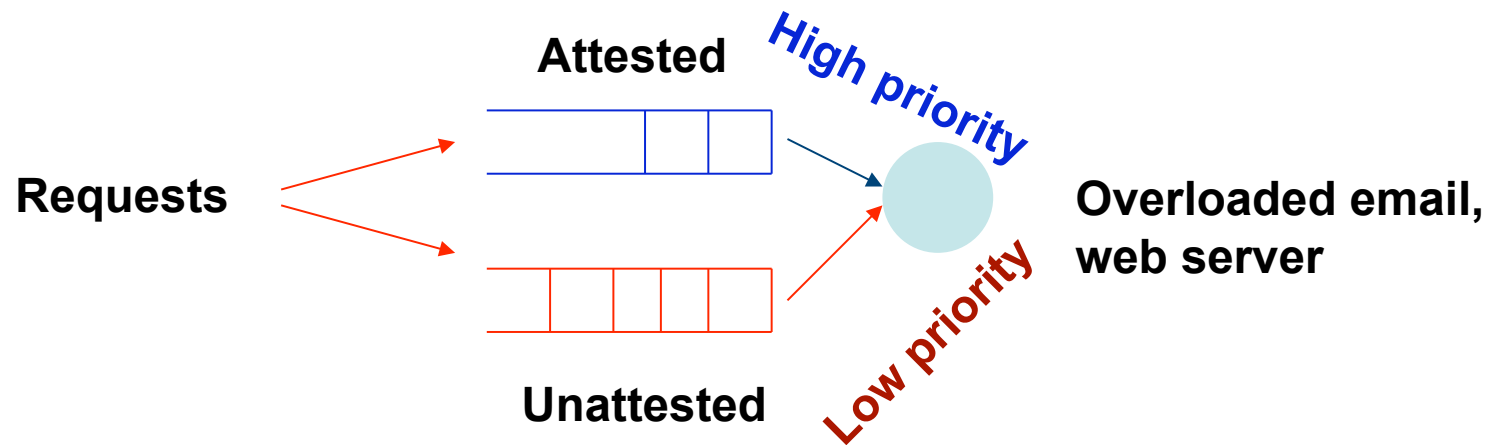 Attested
High priority
Requests
Overloaded email,
web server
Low priority
Unattested